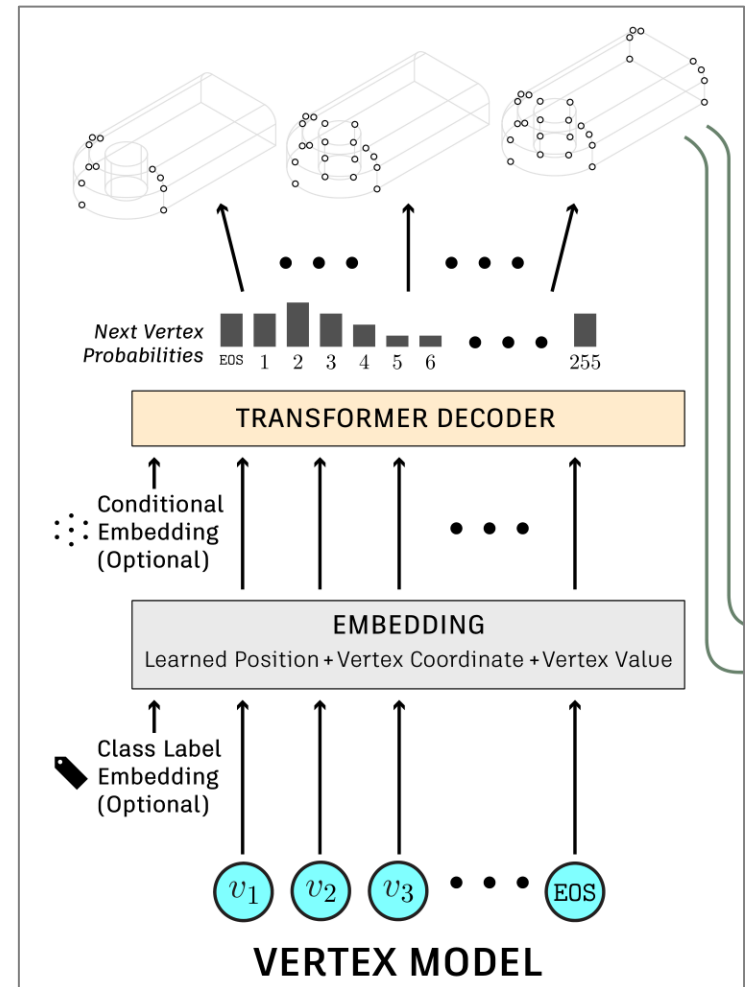 Next Vertex
Probabilities
EOS 1 2 3 4 5 6 255
TRANSFORMER DECODER
Conditional
Embedding
(Optional)
EMBEDDING
Learned Position + Vertex Coordinate + Vertex Value
Class Label
Embedding
(Optional)
v1 v2 v3 EOS
VERTEX MODEL